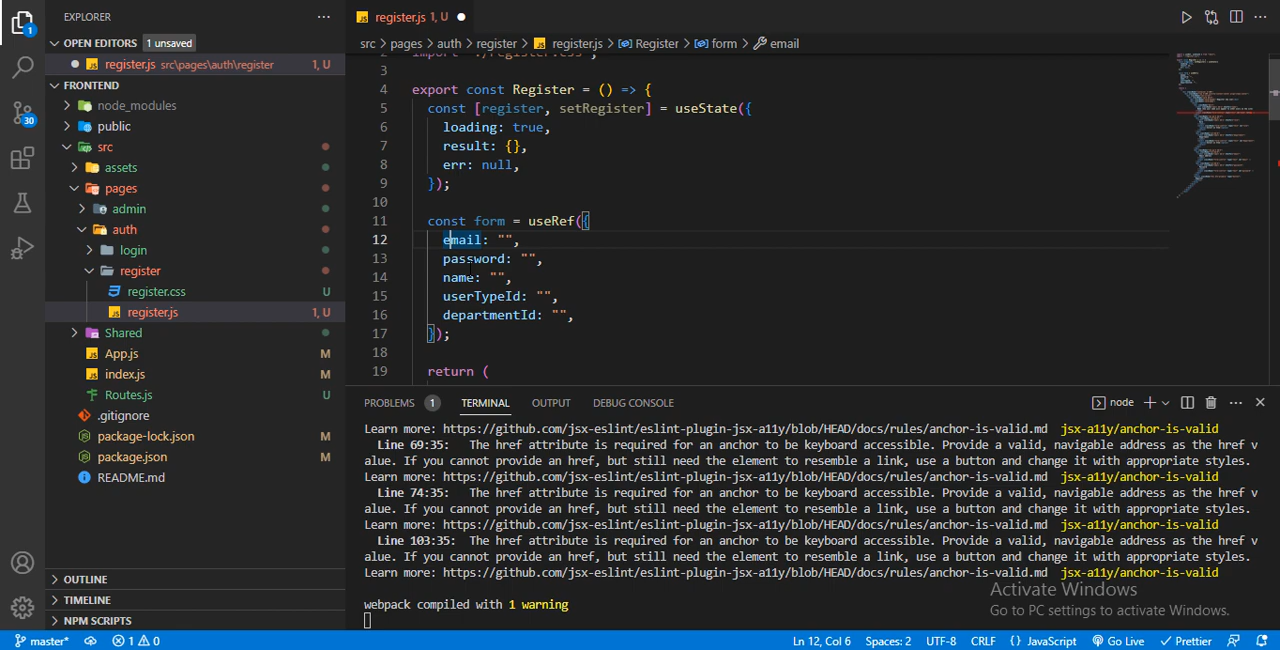 EXPLORER
register.js 1, U
OPEN EDITORS 1 unsaved
register.js src\pages\auth\register 1, U
FRONTEND
node_modules
public
src
assets
pages
admin
auth
login
register
register.css U
register.js 1, U
Shared
App.js M
index.js M
Routes.js U
.gitignore
package-lock.json M
package.json M
README.md
OUTLINE
TIMELINE
NPM SCRIPTS
1
30
src > pages > auth > register > register.js > Register > form > email
3
4 export const Register = () => {
5 const [register, setRegister] = useState({
6 loading: true,
7 result: {},
8 err: null,
9 });
10
11 const form = useRef({
12 email: "",
13 password: "",
14 name: "",
15 userTypeId: "",
16 departmentId: "",
17 });
18
19 return (
PROBLEMS 1 TERMINAL OUTPUT DEBUG CONSOLE node
Learn more: https://github.com/jsx-eslint/eslint-plugin-jsx-a11y/blob/HEAD/docs/rules/anchor-is-valid.md jsx-a11y/anchor-is-valid
Line 69:35: The href attribute is required for an anchor to be keyboard accessible. Provide a valid, navigable address as the href v
alue. If you cannot provide an href, but still need the element to resemble a link, use a button and change it with appropriate styles.
Learn more: https://github.com/jsx-eslint/eslint-plugin-jsx-a11y/blob/HEAD/docs/rules/anchor-is-valid.md jsx-a11y/anchor-is-valid
Line 74:35: The href attribute is required for an anchor to be keyboard accessible. Provide a valid, navigable address as the href v
alue. If you cannot provide an href, but still need the element to resemble a link, use a button and change it with appropriate styles.
Learn more: https://github.com/jsx-eslint/eslint-plugin-jsx-a11y/blob/HEAD/docs/rules/anchor-is-valid.md jsx-a11y/anchor-is-valid
Line 103:35: The href attribute is required for an anchor to be keyboard accessible. Provide a valid, navigable address as the href v
alue. If you cannot provide an href, but still need the element to resemble a link, use a button and change it with appropriate styles.
Learn more: https://github.com/jsx-eslint/eslint-plugin-jsx-a11y/blob/HEAD/docs/rules/anchor-is-valid.md jsx-a11y/anchor-is-valid
webpack compiled with 1 warning
Activate Windows
Go to PC settings to activate Windows.
master* 1 0 Ln 12, Col 6 Spaces: 2 UTF-8 CRLF {} JavaScript Go Live Prettier